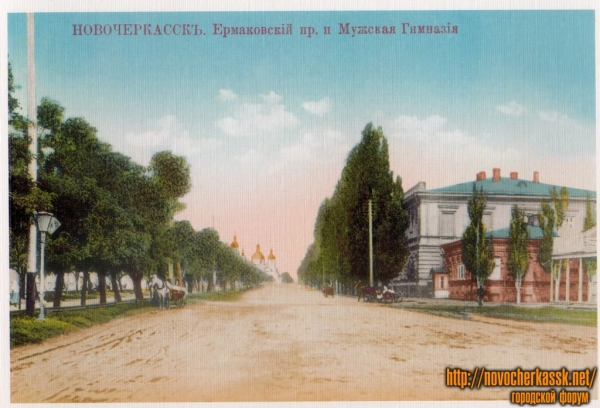 НОВОЧЕРКАССКЪ. Ермаковскій пр. и Мужская Гимназія
http://novocherkassk.net/
городской форум